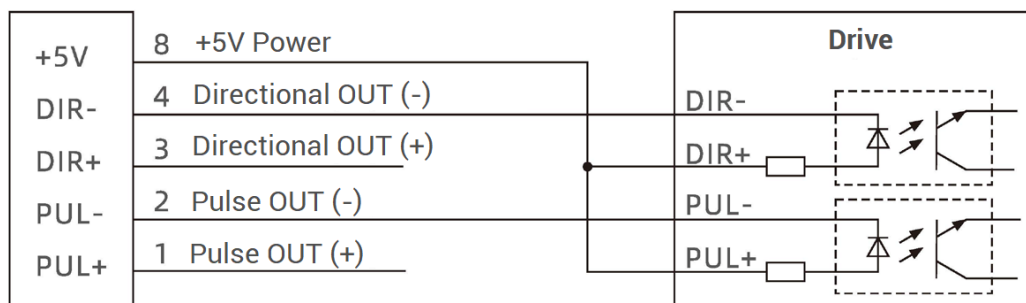 +5V 8 +5V Power
DIR- 4 Directional OUT (-)
DIR+ 3 Directional OUT (+)
PUL- 2 Pulse OUT (-)
PUL+ 1 Pulse OUT (+)
Drive
DIR-
DIR+
PUL-
PUL+